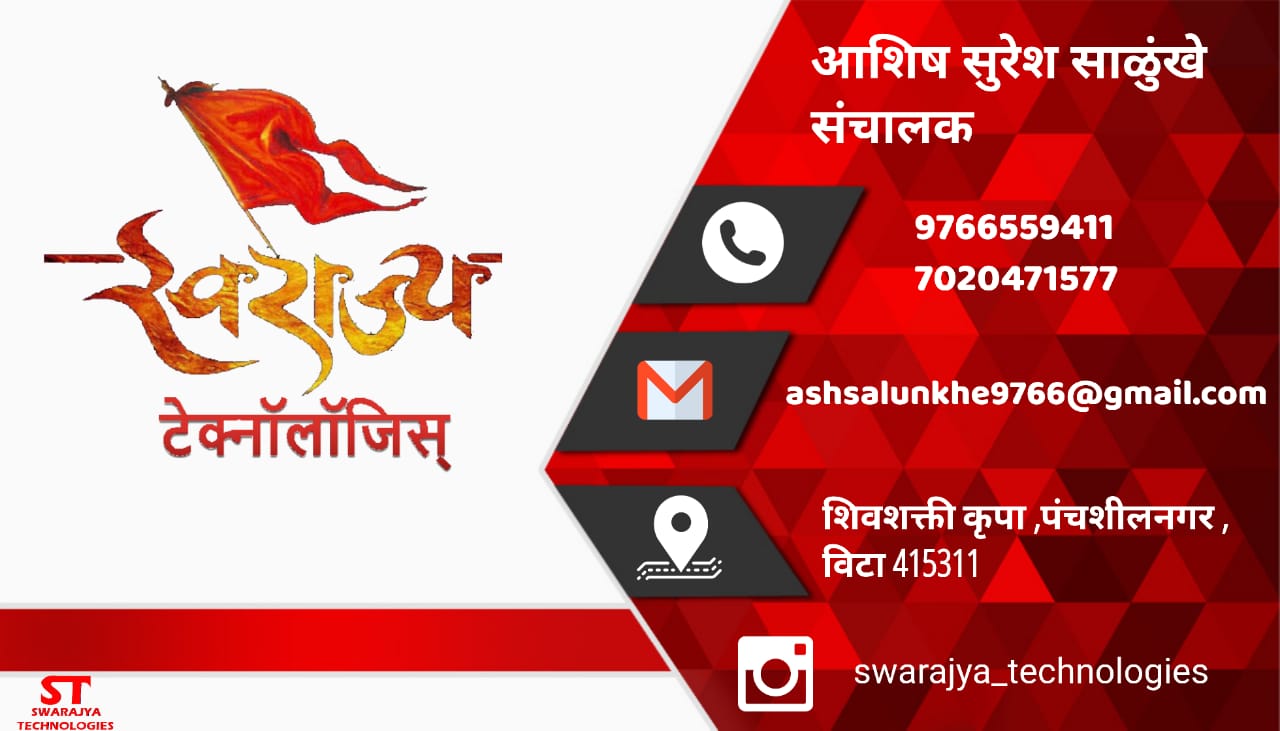 स्वराज्य
टेक्नॉलॉजिस्
ST
SWARAJYA
TECHNOLOGIES
आशिष सुरेश साळुंखे
संचालक
9766559411
7020471577
ashsalunkhe9766@gmail.com
शिवशक्ती कृपा ,पंचशीलनगर ,
विटा 415311
swarajya_technologies